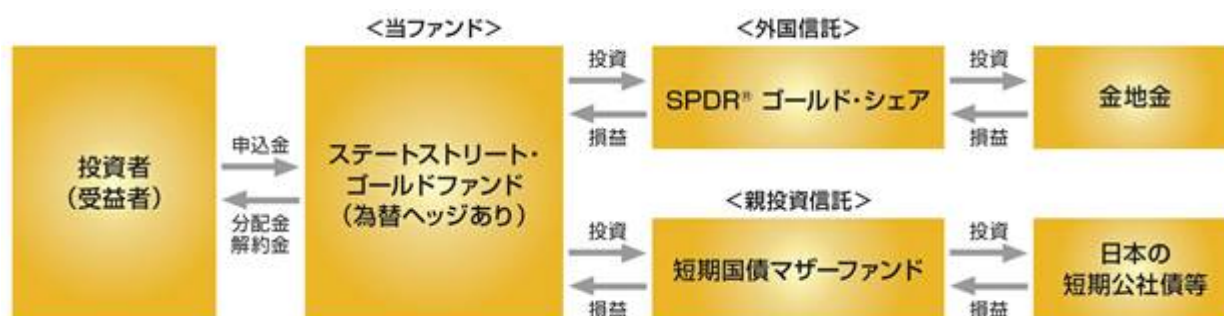 <当ファンド>
<外国信託>
投資者
(受益者)
申込金
分配金
解約金
ステートストリート・
ゴールドファンド
(為替ヘッジあり)
投資
損益
SPDR® ゴールド・シェア
投資
損益
金地金
<親投資信託>
投資
損益
短期国債マザーファンド
投資
損益
日本の
短期公社債等